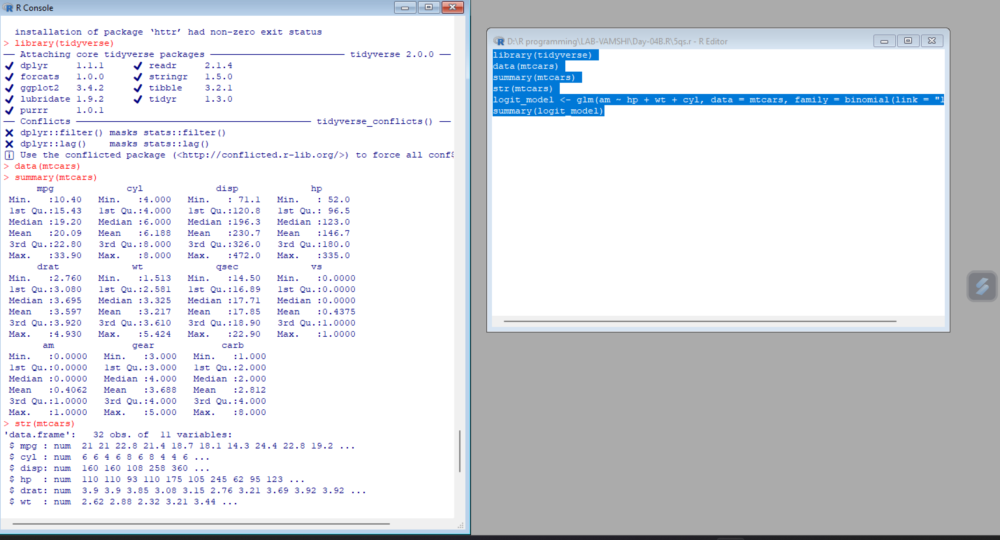 R Console
installation of package ‘httr’ had non-zero exit status
> library(tidyverse)
── Attaching core tidyverse packages ──────────────────────── tidyverse 2.0.0 ──
✔ dplyr     1.1.1     ✔ readr     2.1.4
✔ forcats   1.0.0     ✔ stringr   1.5.0
✔ ggplot2   3.4.2     ✔ tibble    3.2.1
✔ lubridate 1.9.2     ✔ tidyr     1.3.0
✔ purrr     1.0.1
── Conflicts ────────────────────────────────────────── tidyverse_conflicts() ──
✖ dplyr::filter() masks stats::filter()
✖ dplyr::lag()    masks stats::lag()
ℹ Use the conflicted package (<http://conflicted.r-lib.org/>) to force all conf$
> data(mtcars)
> summary(mtcars)
      mpg             cyl             disp             hp
 Min.   :10.40   Min.   :4.000   Min.   : 71.1   Min.   : 52.0
 1st Qu.:15.43   1st Qu.:4.000   1st Qu.:120.8   1st Qu.: 96.5
 Median :19.20   Median :6.000   Median :196.3   Median :123.0
 Mean   :20.09   Mean   :6.188   Mean   :230.7   Mean   :146.7
 3rd Qu.:22.80   3rd Qu.:8.000   3rd Qu.:326.0   3rd Qu.:180.0
 Max.   :33.90   Max.   :8.000   Max.   :472.0   Max.   :335.0
      drat             wt             qsec             vs
 Min.   :2.760   Min.   :1.513   Min.   :14.50   Min.   :0.0000
 1st Qu.:3.080   1st Qu.:2.581   1st Qu.:16.89   1st Qu.:0.0000
 Median :3.695   Median :3.325   Median :17.71   Median :0.0000
 Mean   :3.597   Mean   :3.217   Mean   :17.85   Mean   :0.4375
 3rd Qu.:3.920   3rd Qu.:3.610   3rd Qu.:18.90   3rd Qu.:1.0000
 Max.   :4.930   Max.   :5.424   Max.   :22.90   Max.   :1.0000
       am              gear            carb
 Min.   :0.0000   Min.   :3.000   Min.   :1.000
 1st Qu.:0.0000   1st Qu.:3.000   1st Qu.:2.000
 Median :0.0000   Median :4.000   Median :2.000
 Mean   :0.4062   Mean   :3.688   Mean   :2.812
 3rd Qu.:1.0000   3rd Qu.:4.000   3rd Qu.:4.000
 Max.   :1.0000   Max.   :5.000   Max.   :8.000
> str(mtcars)
'data.frame':   32 obs. of  11 variables:
 $ mpg : num  21 21 22.8 21.4 18.7 18.1 14.3 24.4 22.8 19.2 ...
 $ cyl : num  6 6 4 6 8 6 8 4 4 6 ...
 $ disp: num  160 160 108 258 360 ...
 $ hp  : num  110 110 93 110 175 105 245 62 95 123 ...
 $ drat: num  3.9 3.9 3.85 3.08 3.15 2.76 3.21 3.69 3.92 3.92 ...
 $ wt  : num  2.62 2.88 2.32 3.21 3.44 ...
D:\R programming\LAB-VAMSHI\Day-04B.R\5qs.r - R Editor
library(tidyverse)
data(mtcars)
summary(mtcars)
str(mtcars)
logit_model <- glm(am ~ hp + wt + cyl, data = mtcars, family = binomial(link = "l
summary(logit_model)